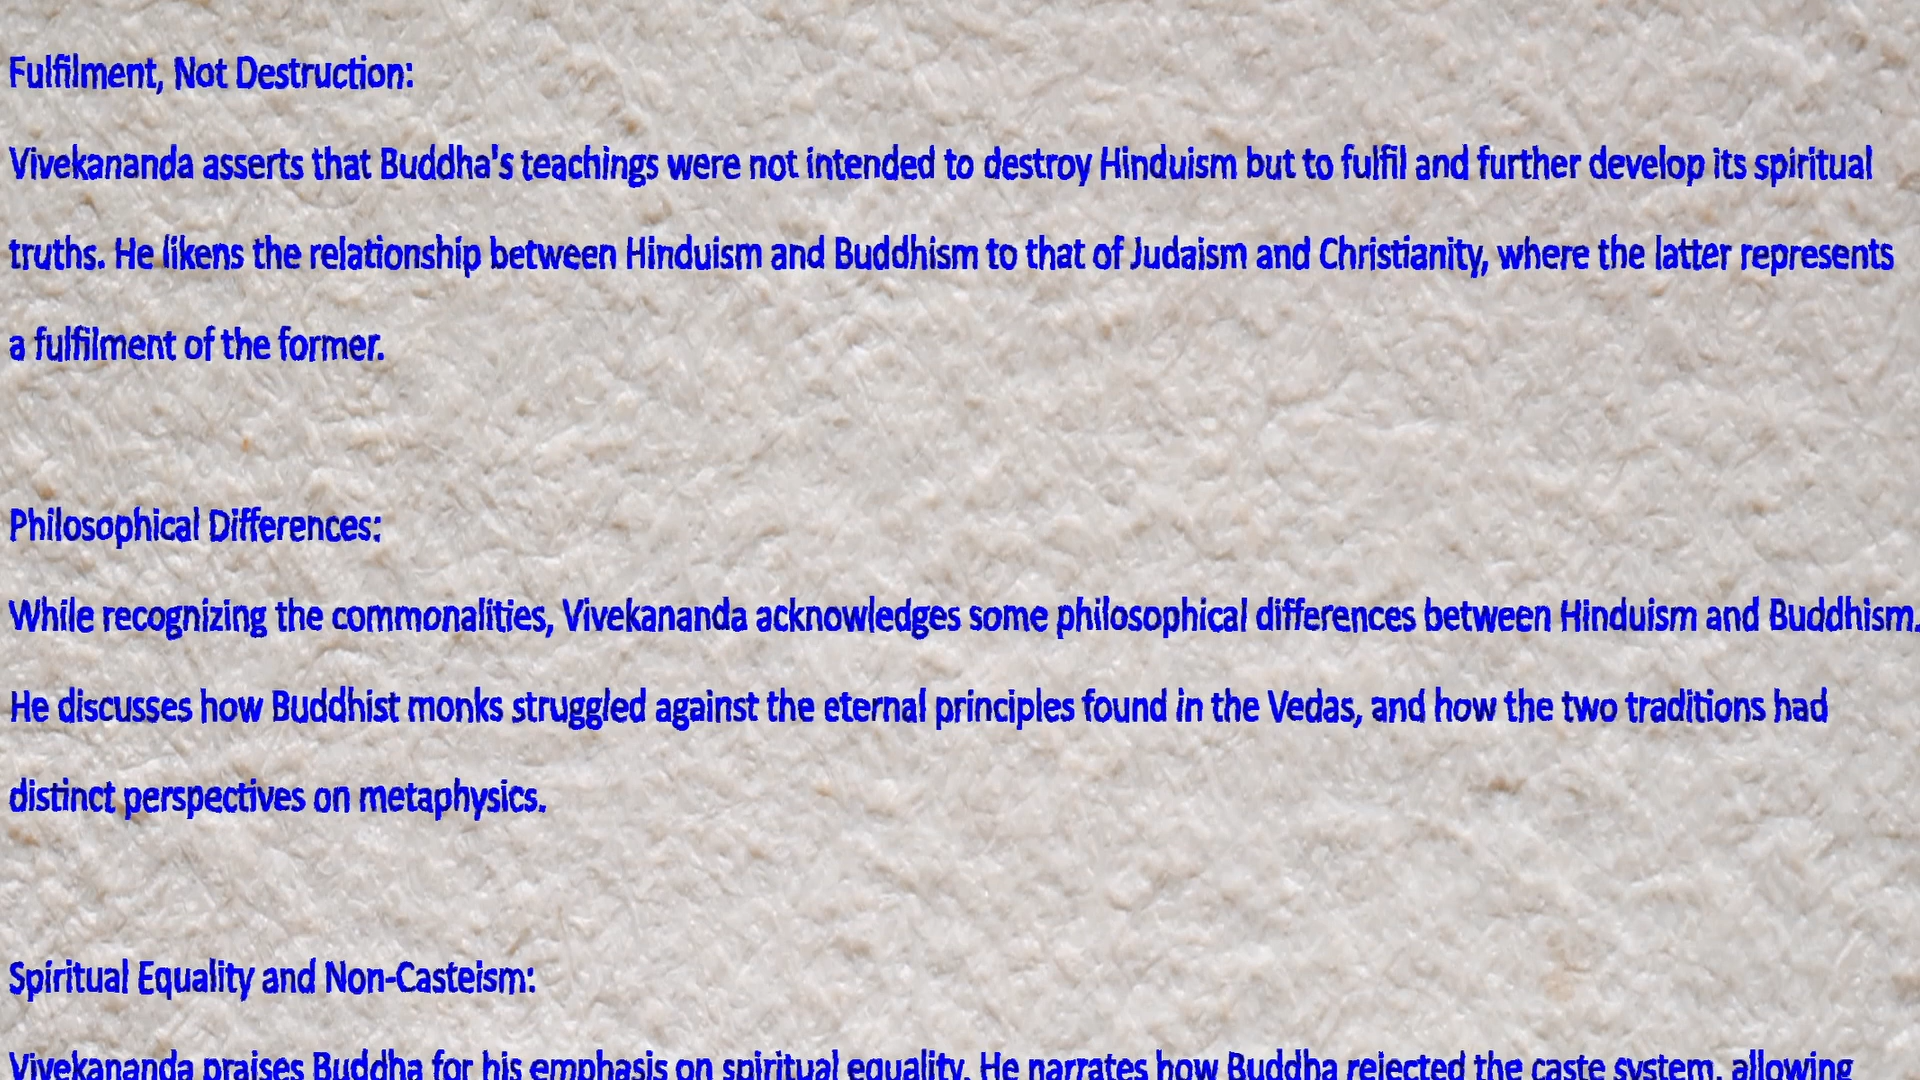 Fulfilment, Not Destruction:
Vivekananda asserts that Buddha's teachings were not intended to destroy Hinduism but to fulfil and further develop its spiritual
truths. He likens the relationship between Hinduism and Buddhism to that of Judaism and Christianity, where the latter represents
a fulfilment of the former.
Philosophical Differences:
While recognizing the commonalities, Vivekananda acknowledges some philosophical differences between Hinduism and Buddhism.
He discusses how Buddhist monks struggled against the eternal principles found in the Vedas, and how the two traditions had
distinct perspectives on metaphysics.
Spiritual Equality and Non-Casteism:
Vivekananda praises Buddha for his emphasis on spiritual equality. He narrates how Buddha rejected the caste system, allowing